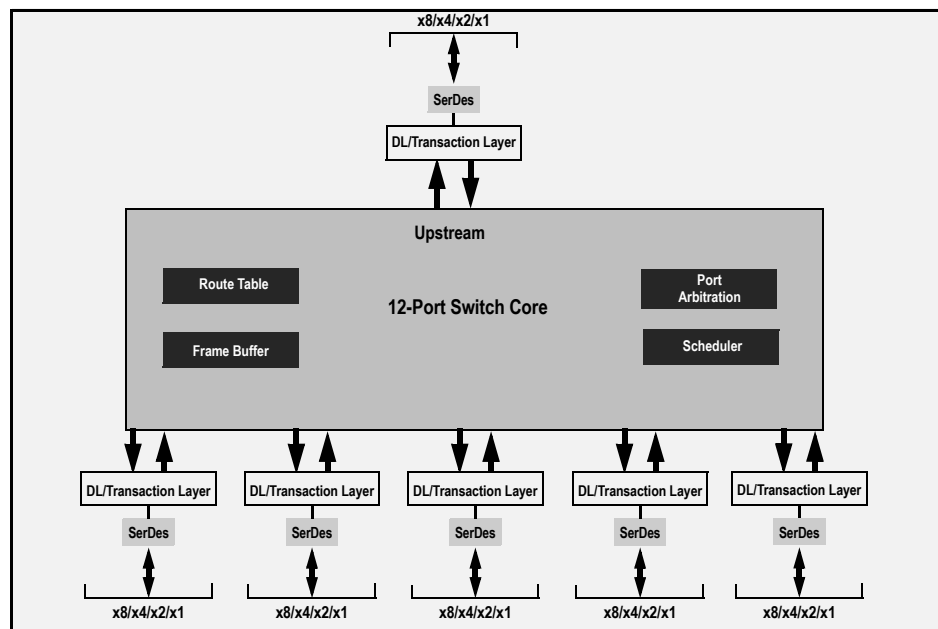 x8/x4/x2/x1
SerDes
DL/Transaction Layer
Upstream
Route Table
Port
Arbitration
12-Port Switch Core
Frame Buffer
Scheduler
DL/Transaction Layer
DL/Transaction Layer
DL/Transaction Layer
DL/Transaction Layer
DL/Transaction Layer
SerDes
SerDes
SerDes
SerDes
SerDes
x8/x4/x2/x1
x8/x4/x2/x1
x8/x4/x2/x1
x8/x4/x2/x1
x8/x4/x2/x1